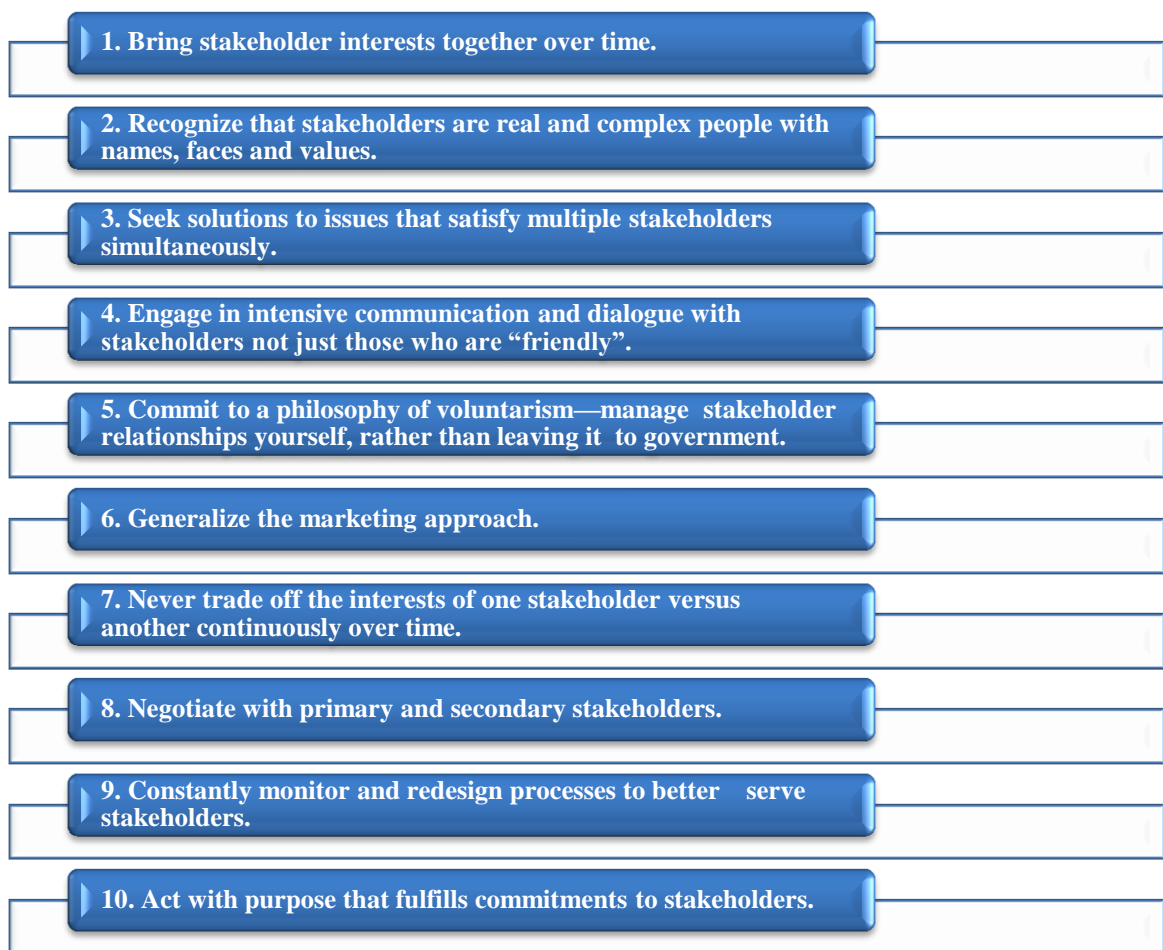 1. Bring stakeholder interests together over time.
2. Recognize that stakeholders are real and complex people with
names, faces and values.
3. Seek solutions to issues that satisfy multiple stakeholders
simultaneously.
4. Engage in intensive communication and dialogue with
stakeholders not just those who are “friendly”.
5. Commit to a philosophy of voluntarism—manage stakeholder
relationships yourself, rather than leaving it to government.
6. Generalize the marketing approach.
7. Never trade off the interests of one stakeholder versus
another continuously over time.
8. Negotiate with primary and secondary stakeholders.
9. Constantly monitor and redesign processes to better serve
stakeholders.
10. Act with purpose that fulfills commitments to stakeholders.